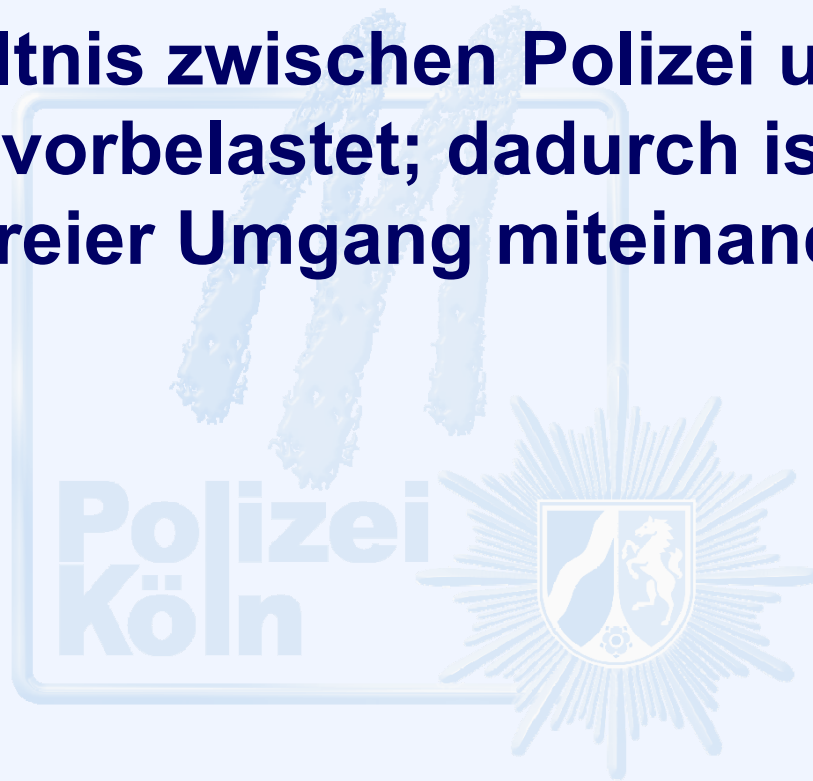 ltnis zwischen Polizei u
vorbelastet; dadurch is
reier Umgang miteinand
Polizei
Köln